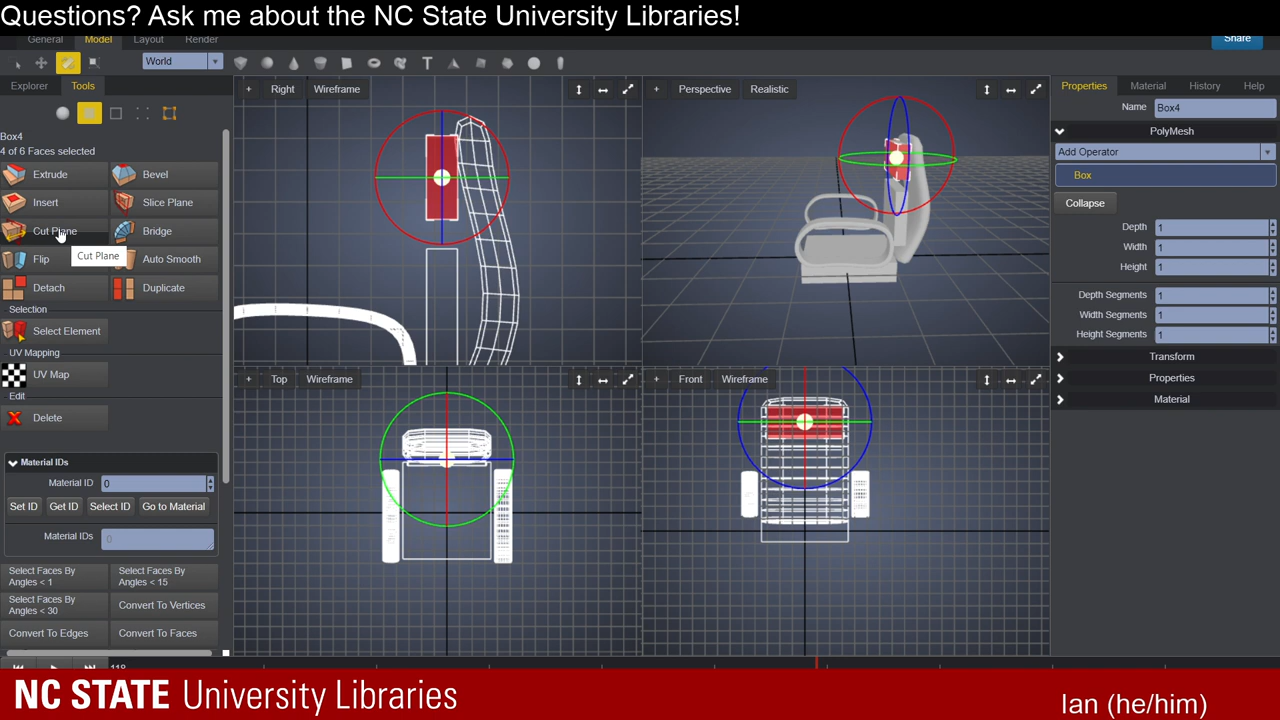 Questions? Ask me about the NC State University Libraries!
General Model Layout Render Share
World
Explorer Tools
Box4
4 of 6 Faces selected
Extrude Bevel
Insert Slice Plane
Cut Plane Bridge
Cut Plane
Flip Auto Smooth
Detach Duplicate
Selection
Select Element
UV Mapping
UV Map
Edit
Delete
Material IDs
Material ID 0
Set ID Get ID Select ID Go to Material
Material IDs 0
Select Faces By Angles < 1
Select Faces By Angles < 15
Select Faces By Angles < 30
Convert To Vertices
Convert To Edges Convert To Faces
+ Right Wireframe
+ Perspective Realistic
+ Top Wireframe
+ Front Wireframe
Properties Material History Help
Name Box4
PolyMesh
Add Operator
Box
Collapse
Depth 1
Width 1
Height 1
Depth Segments 1
Width Segments 1
Height Segments 1
Transform
Properties
Material
118
NC STATE University Libraries
Ian (he/him)